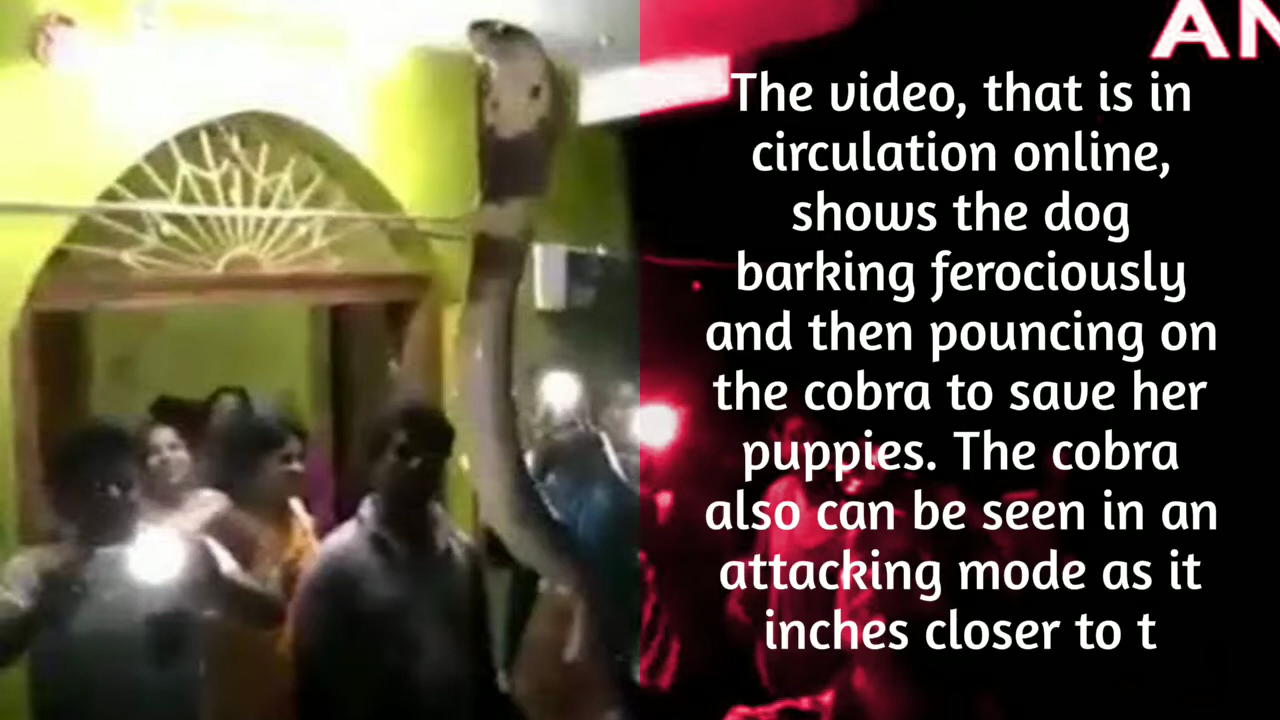 AN
The video, that is in
circulation online,
shows the dog
barking ferociously
and then pouncing on
the cobra to save her
puppies. The cobra
also can be seen in an
attacking mode as it
inches closer to t